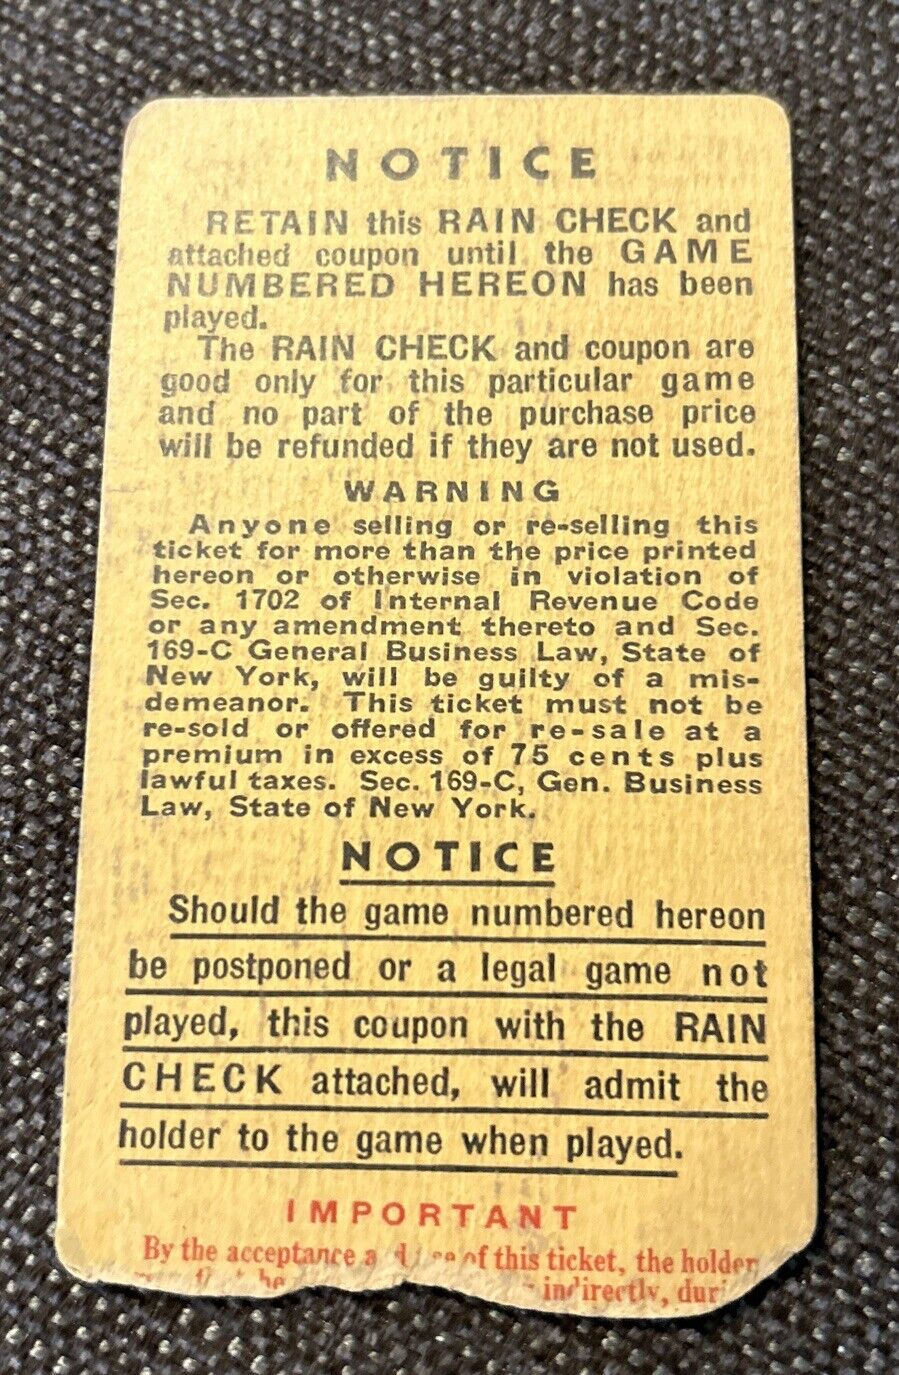 NOTICE
RETAIN this RAIN CHECK and
attached coupon until the GAME
NUMBERED HEREON has been
played.
The RAIN CHECK and coupon are
good only for this particular game
and no part of the purchase price
will be refunded if they are not used.
WARNING
Anyone selling or re-selling this
ticket for more than the price printed
hereon or otherwise in violation of
Sec. 1702 of Internal Revenue Code
or any amendment thereto and Sec.
169-C General Business Law, State of
New York, will be guilty of a mis-
demeanor. This ticket must not be
re-sold or offered for re-sale at a
premium in excess of 75 cents plus
lawful taxes. Sec. 169-C, Gen. Business
Law, State of New York.
NOTICE
Should the game numbered hereon
be postponed or a legal game not
played, this coupon with the RAIN
CHECK attached, will admit the
holder to the game when played.
IMPORTANT
By the acceptance of this ticket, the holder
indirectly,